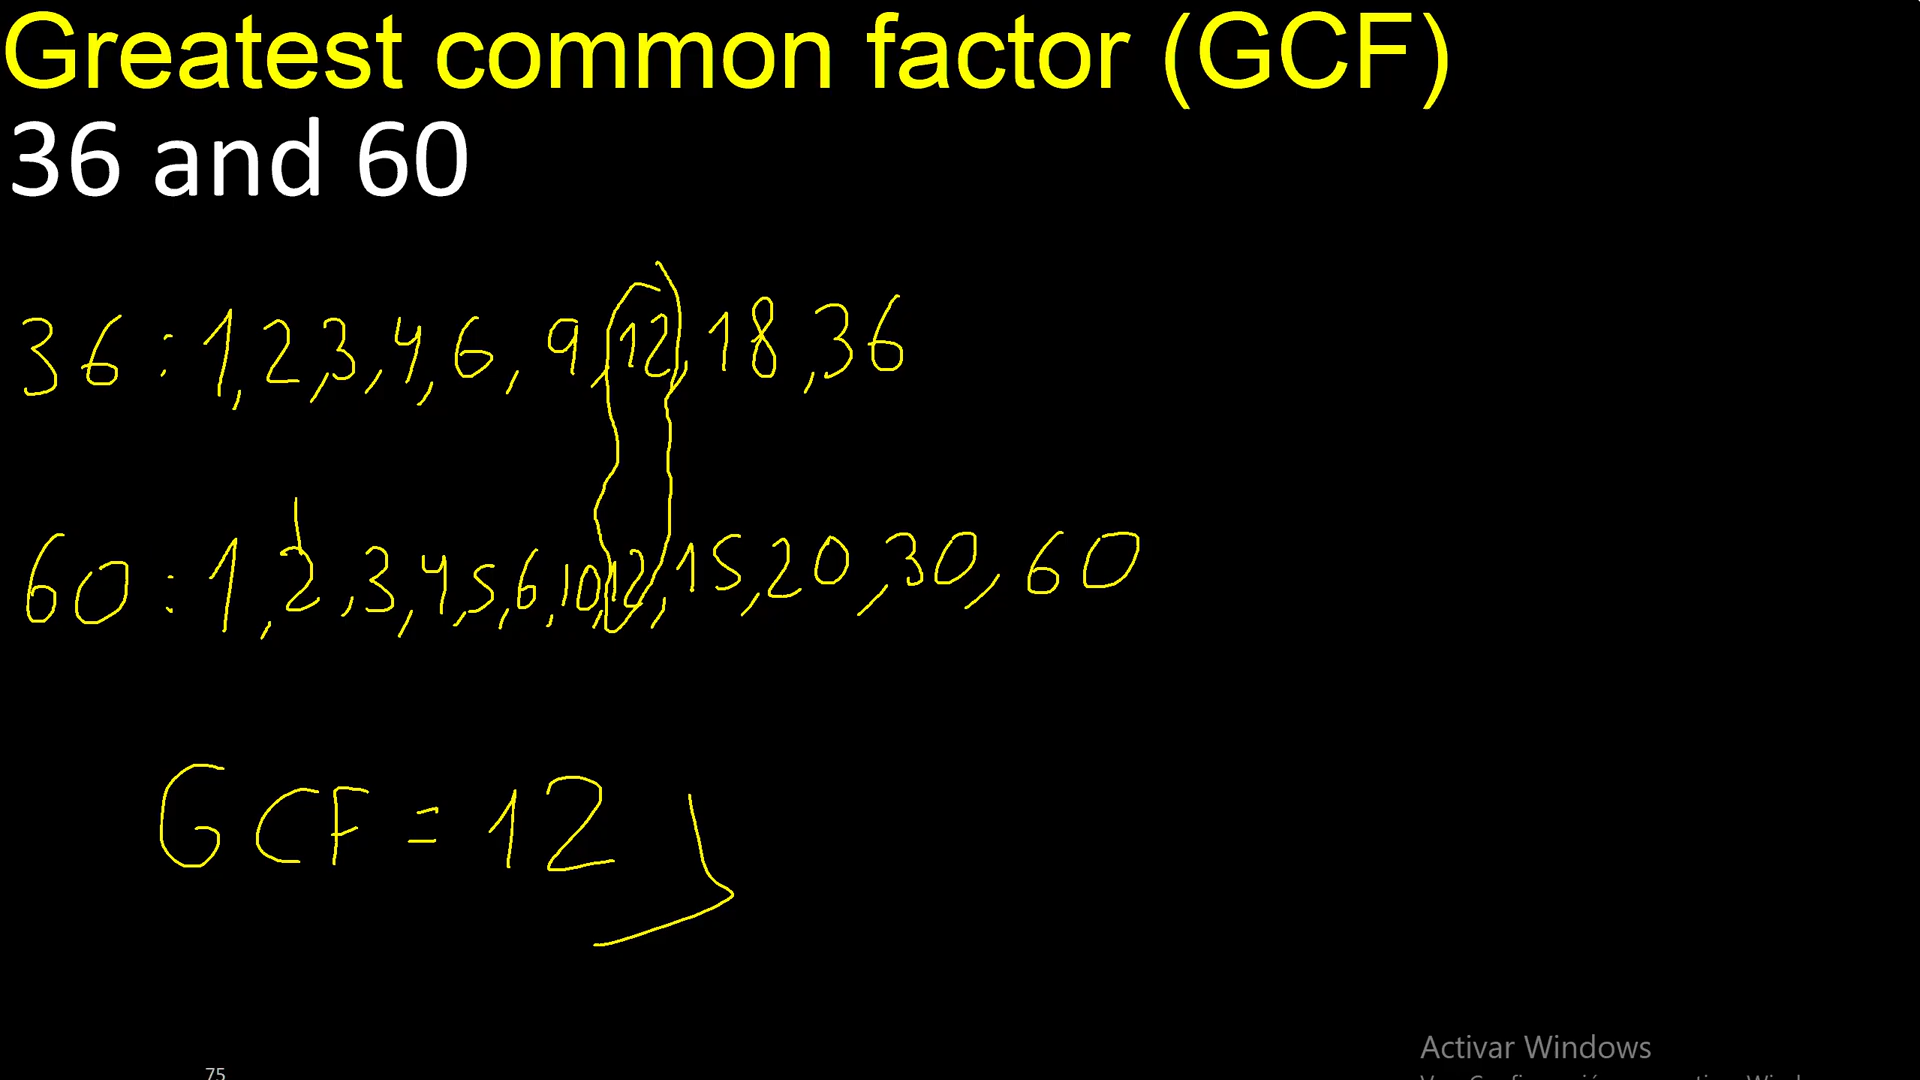 Greatest common factor (GCF)
36 and 60
36 : 1, 2, 3, 4, 6, 9, 12, 18, 36
60 : 1, 2, 3, 4, 5, 6, 10, 12, 15, 20, 30, 60
GCF = 12
Activar Windows
75